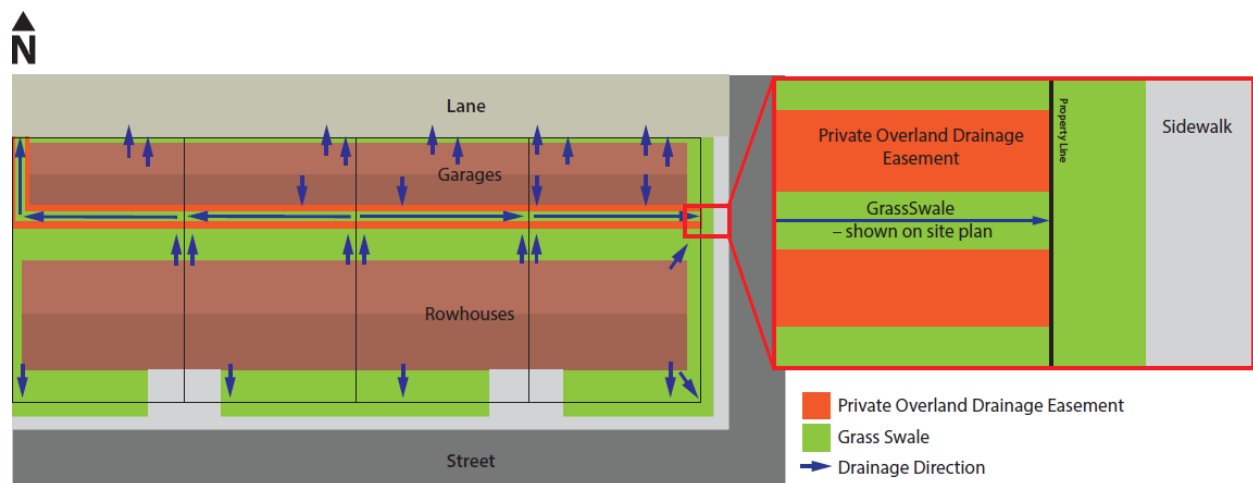 N
Lane
Garages
Rowhouses
Street
Private Overland Drainage
Easement
Property Line
Sidewalk
GrassSwale
– shown on site plan
Private Overland Drainage Easement
Grass Swale
Drainage Direction